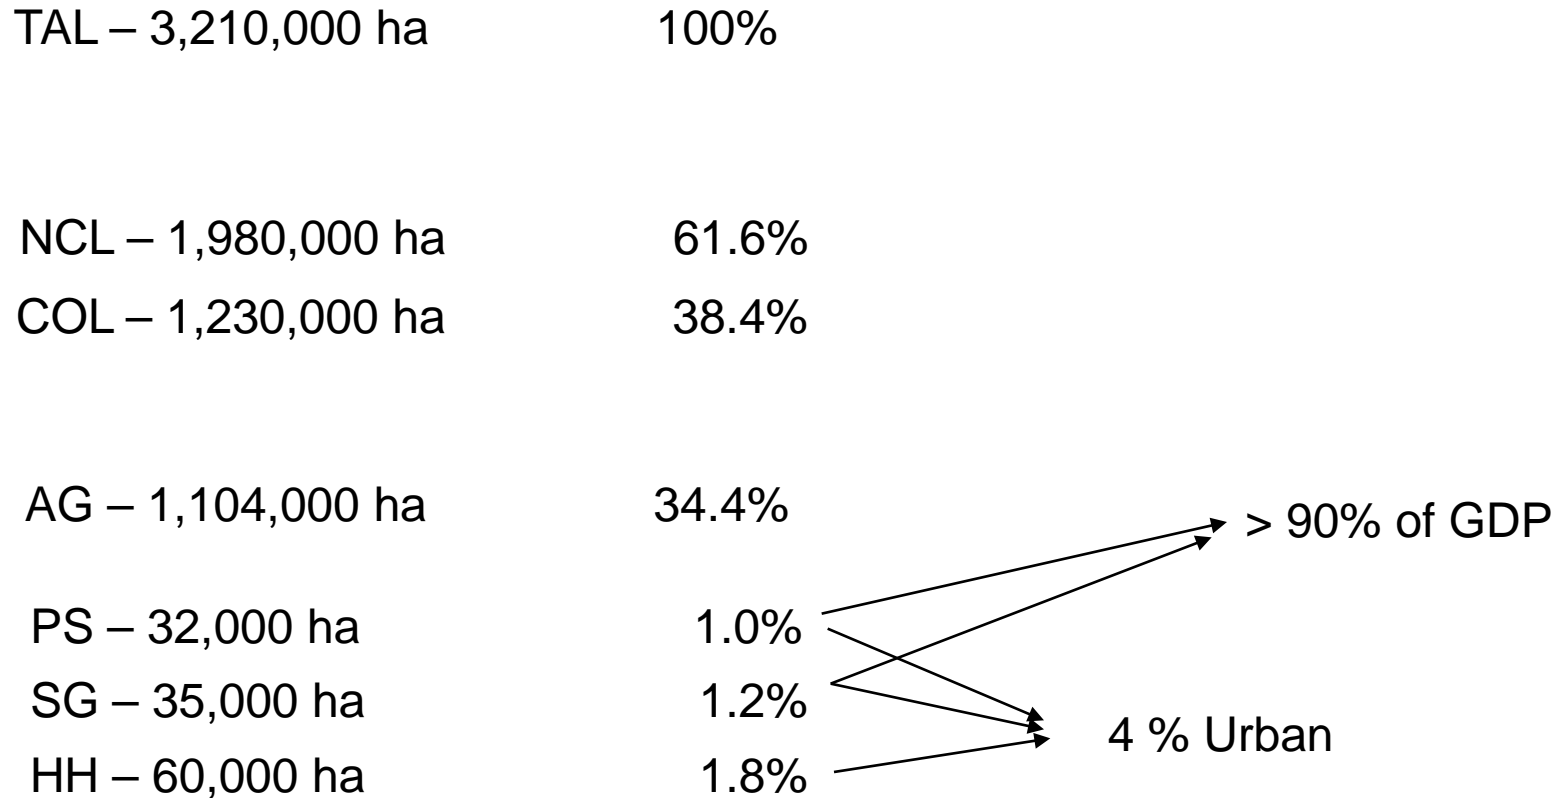 TAL – 3,210,000 ha 100%
NCL – 1,980,000 ha 61.6%
COL – 1,230,000 ha 38.4%
AG – 1,104,000 ha 34.4%
> 90% of GDP
PS – 32,000 ha 1.0%
SG – 35,000 ha 1.2%
4 % Urban
HH – 60,000 ha 1.8%